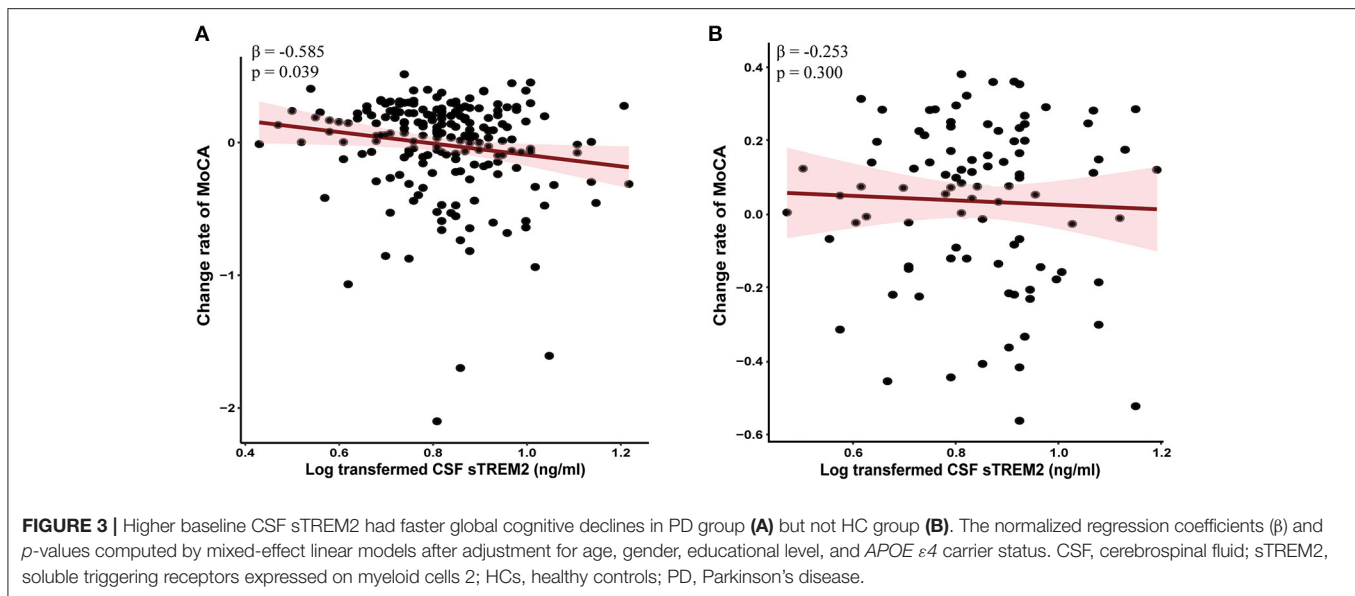 A
β = -0.585
p = 0.039
Change rate of MoCA
0
−1
−2
0.4
0.6
0.8
1.0
1.2
Log transfermed CSF sTREM2 (ng/ml)
B
β = -0.253
p = 0.300
Change rate of MoCA
0.4
0.2
0.0
−0.2
−0.4
−0.6
0.6
0.8
1.0
1.2
Log transfermed CSF sTREM2 (ng/ml)
FIGURE 3 | Higher baseline CSF sTREM2 had faster global cognitive declines in PD group (A) but not HC group (B). The normalized regression coefficients (β) and
p-values computed by mixed-effect linear models after adjustment for age, gender, educational level, and APOE ε4 carrier status. CSF, cerebrospinal fluid; sTREM2,
soluble triggering receptors expressed on myeloid cells 2; HCs, healthy controls; PD, Parkinson's disease.